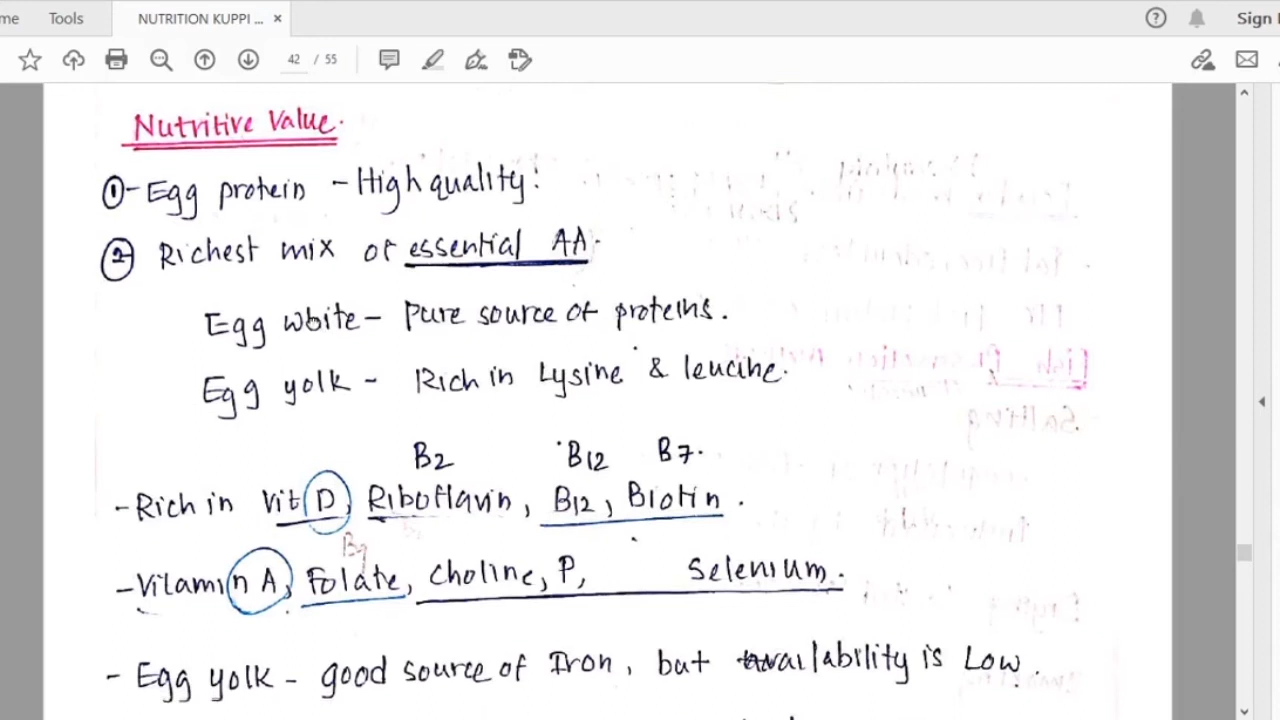 me Tools NUTRITION KUPPI ... × Sign
42 / 55
Nutritive Value.
① - Egg protein - High quality!
② Richest mix of essential AA.
Egg white - pure source of proteins.
Egg yolk - Rich in Lysine & leucine.
B2 B12 B7.
- Rich in Vit D, Riboflavin, B12, Biotin.
B9
- Vitamin A, Folate, choline, P, Selenium.
- Egg yolk - good source of Iron, but availability is Low.